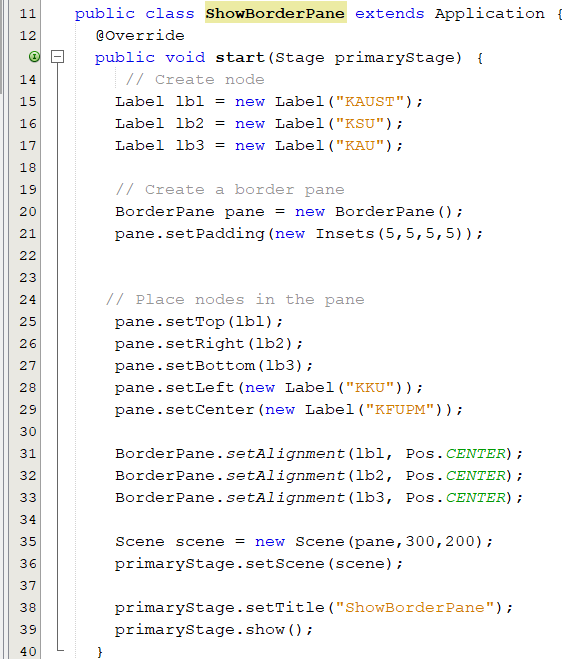 11 public class ShowBorderPane extends Application {
12 @Override
public void start(Stage primaryStage) {
14 // Create node
15 Label lbl = new Label("KAUST");
16 Label lb2 = new Label("KSU");
17 Label lb3 = new Label("KAU");
18
19 // Create a border pane
20 BorderPane pane = new BorderPane();
21 pane.setPadding(new Insets(5,5,5,5));
22
23
24 // Place nodes in the pane
25 pane.setTop(lbl);
26 pane.setRight(lb2);
27 pane.setBottom(lb3);
28 pane.setLeft(new Label("KKU"));
29 pane.setCenter(new Label("KFUPM"));
30
31 BorderPane.setAlignment(lbl, Pos.CENTER);
32 BorderPane.setAlignment(lb2, Pos.CENTER);
33 BorderPane.setAlignment(lb3, Pos.CENTER);
34
35 Scene scene = new Scene(pane,300,200);
36 primaryStage.setScene(scene);
37
38 primaryStage.setTitle("ShowBorderPane");
39 primaryStage.show();
40 }